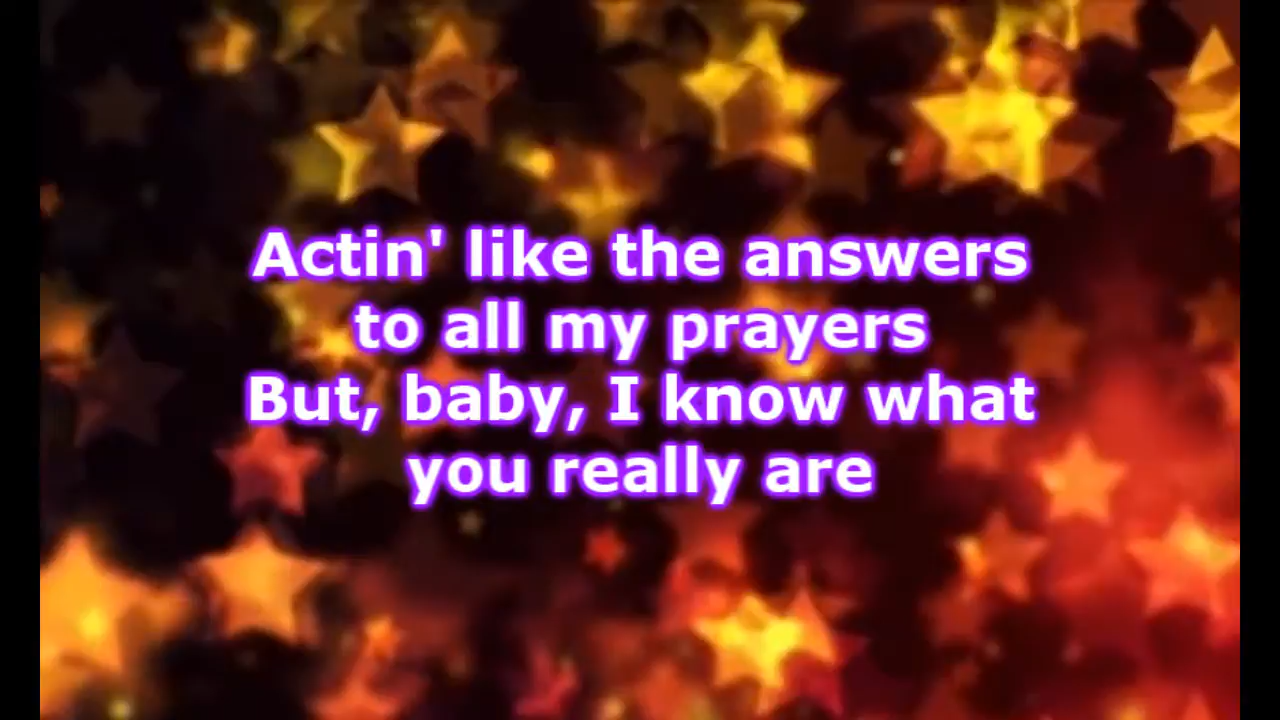 Actin' like the answers
to all my prayers
But, baby, I know what
you really are